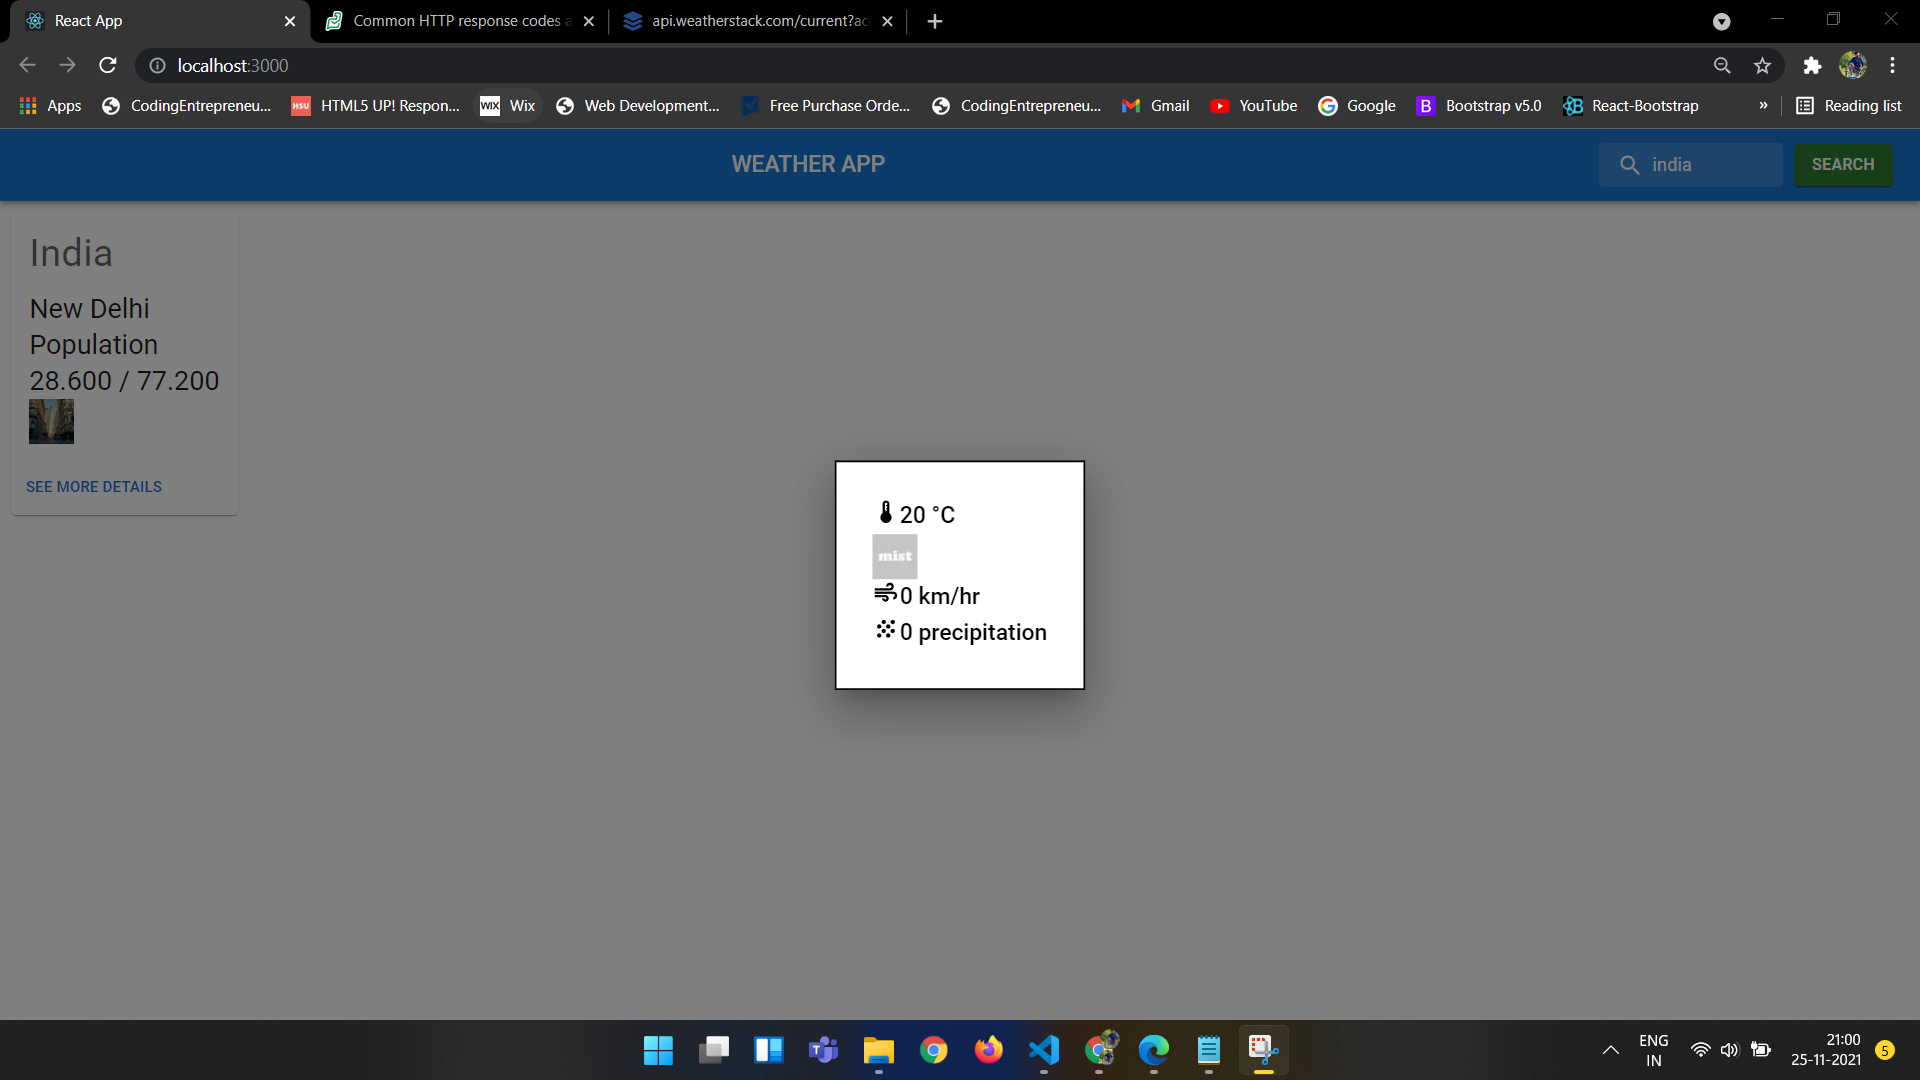 React App
Common HTTP response codes a
api.weatherstack.com/current?ac
localhost:3000
Apps
CodingEntrepreneu...
HSU
HTML5 UP! Respon...
WIX
Wix
Web Development...
Free Purchase Orde...
CodingEntrepreneu...
Gmail
YouTube
Google
B
Bootstrap v5.0
React-Bootstrap
»
Reading list
WEATHER APP
india
SEARCH
India
New Delhi
Population
28.600 / 77.200
SEE MORE DETAILS
20 °C
mist
0 km/hr
0 precipitation
ENG
IN
21:00
25-11-2021
5